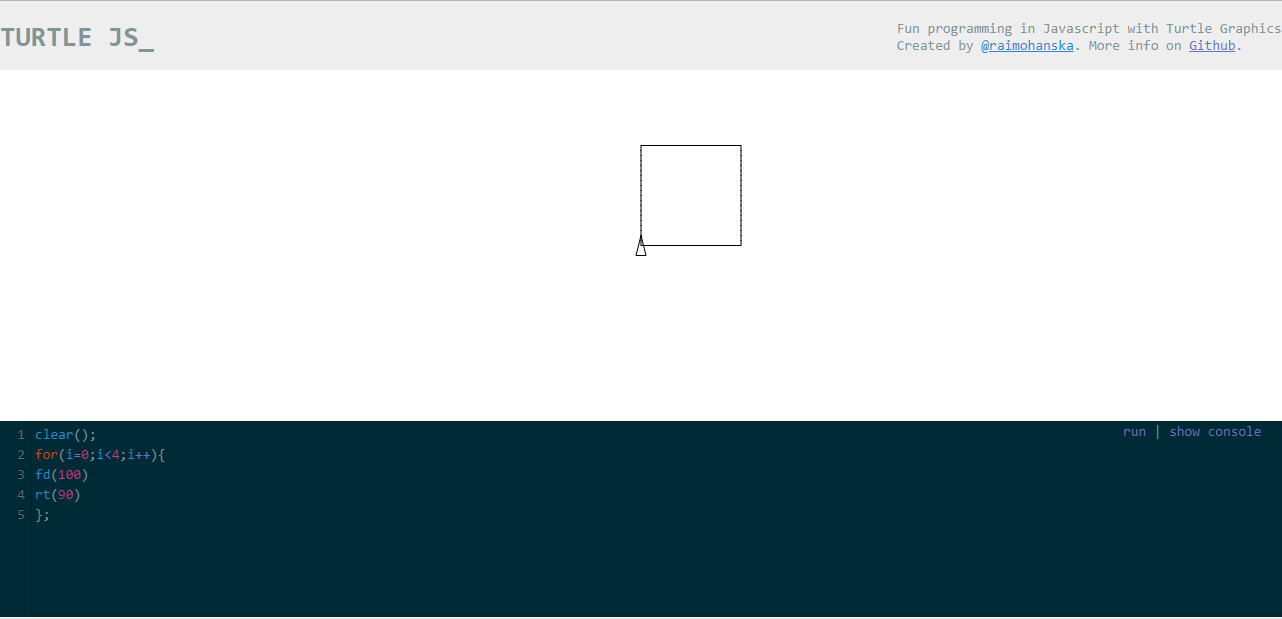 TURTLE JS_
Fun programming in Javascript with Turtle Graphics
Created by @raimohanska. More info on Github.
run | show console
1 clear();
2 for(i=0;i<4;i++){
3 fd(100)
4 rt(90)
5 };